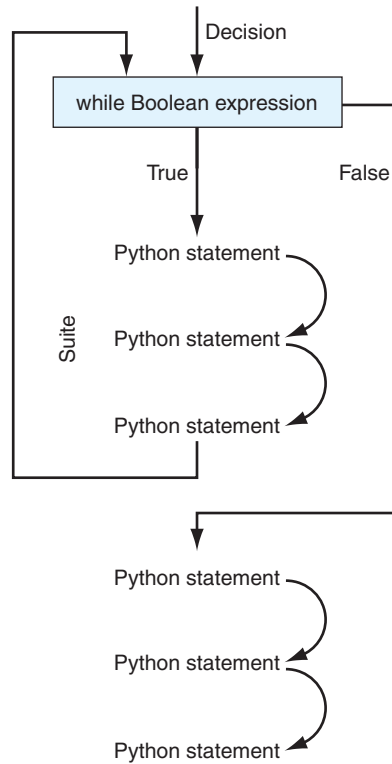 Decision
while Boolean expression
True
False
Python statement
Suite
Python statement
Python statement
Python statement
Python statement
Python statement